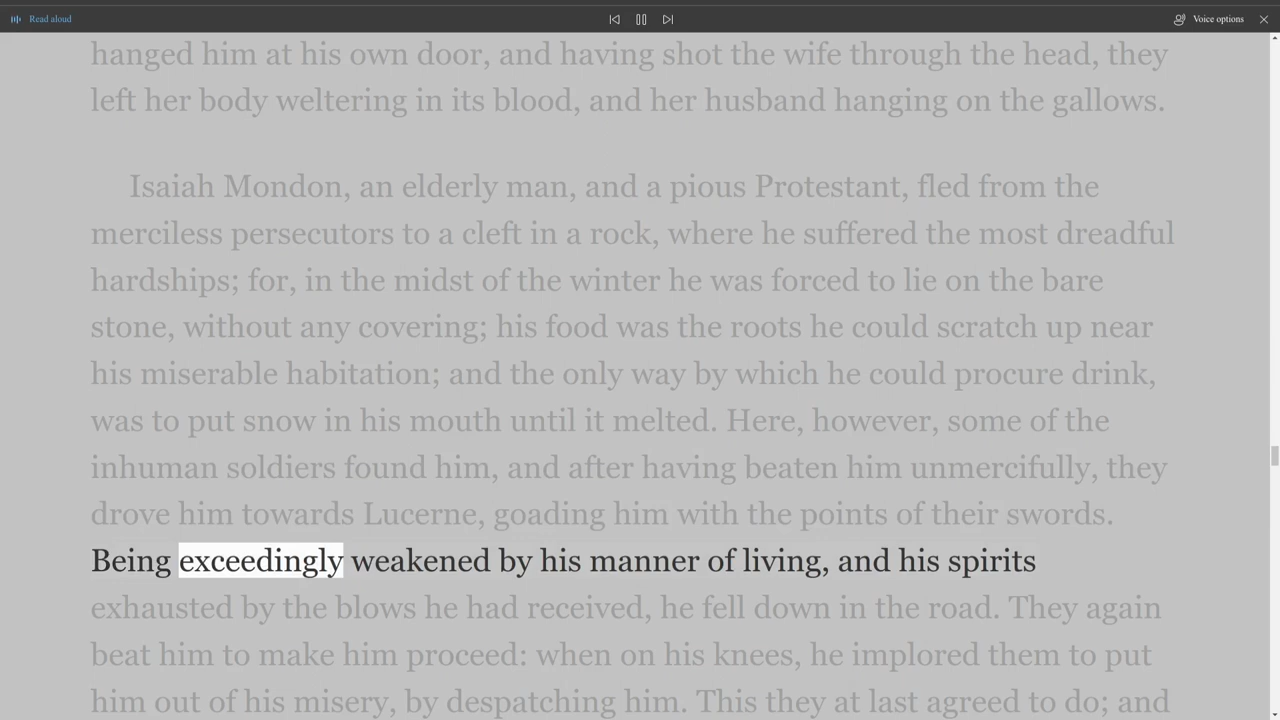 Read aloud
Voice options
hanged him at his own door, and having shot the wife through the head, they
left her body weltering in its blood, and her husband hanging on the gallows.
Isaiah Mondon, an elderly man, and a pious Protestant, fled from the
merciless persecutors to a cleft in a rock, where he suffered the most dreadful
hardships; for, in the midst of the winter he was forced to lie on the bare
stone, without any covering; his food was the roots he could scratch up near
his miserable habitation; and the only way by which he could procure drink,
was to put snow in his mouth until it melted. Here, however, some of the
inhuman soldiers found him, and after having beaten him unmercifully, they
drove him towards Lucerne, goading him with the points of their swords.
Being exceedingly weakened by his manner of living, and his spirits
exhausted by the blows he had received, he fell down in the road. They again
beat him to make him proceed: when on his knees, he implored them to put
him out of his misery, by despatching him. This they at last agreed to do; and